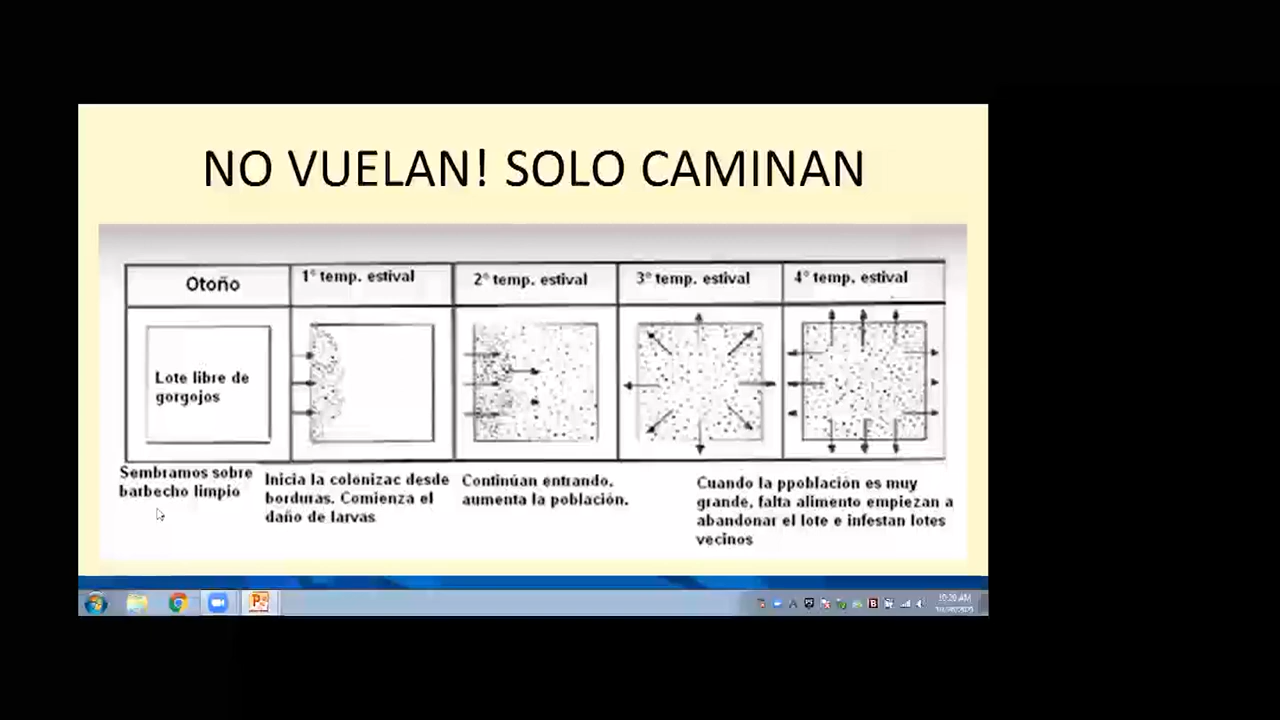 NO VUELAN! SOLO CAMINAN
Otoño
1° temp. estival
2° temp. estival
3° temp. estival
4° temp. estival
Lote libre de
gorgojos
Sembramos sobre
barbecho limpio
Inicia la colonizac desde
borduras. Comienza el
daño de larvas
Continúan entrando,
aumenta la población.
Cuando la ppoblación es muy
grande, falta alimento empiezan a
abandonar el lote e infestan lotes
vecinos